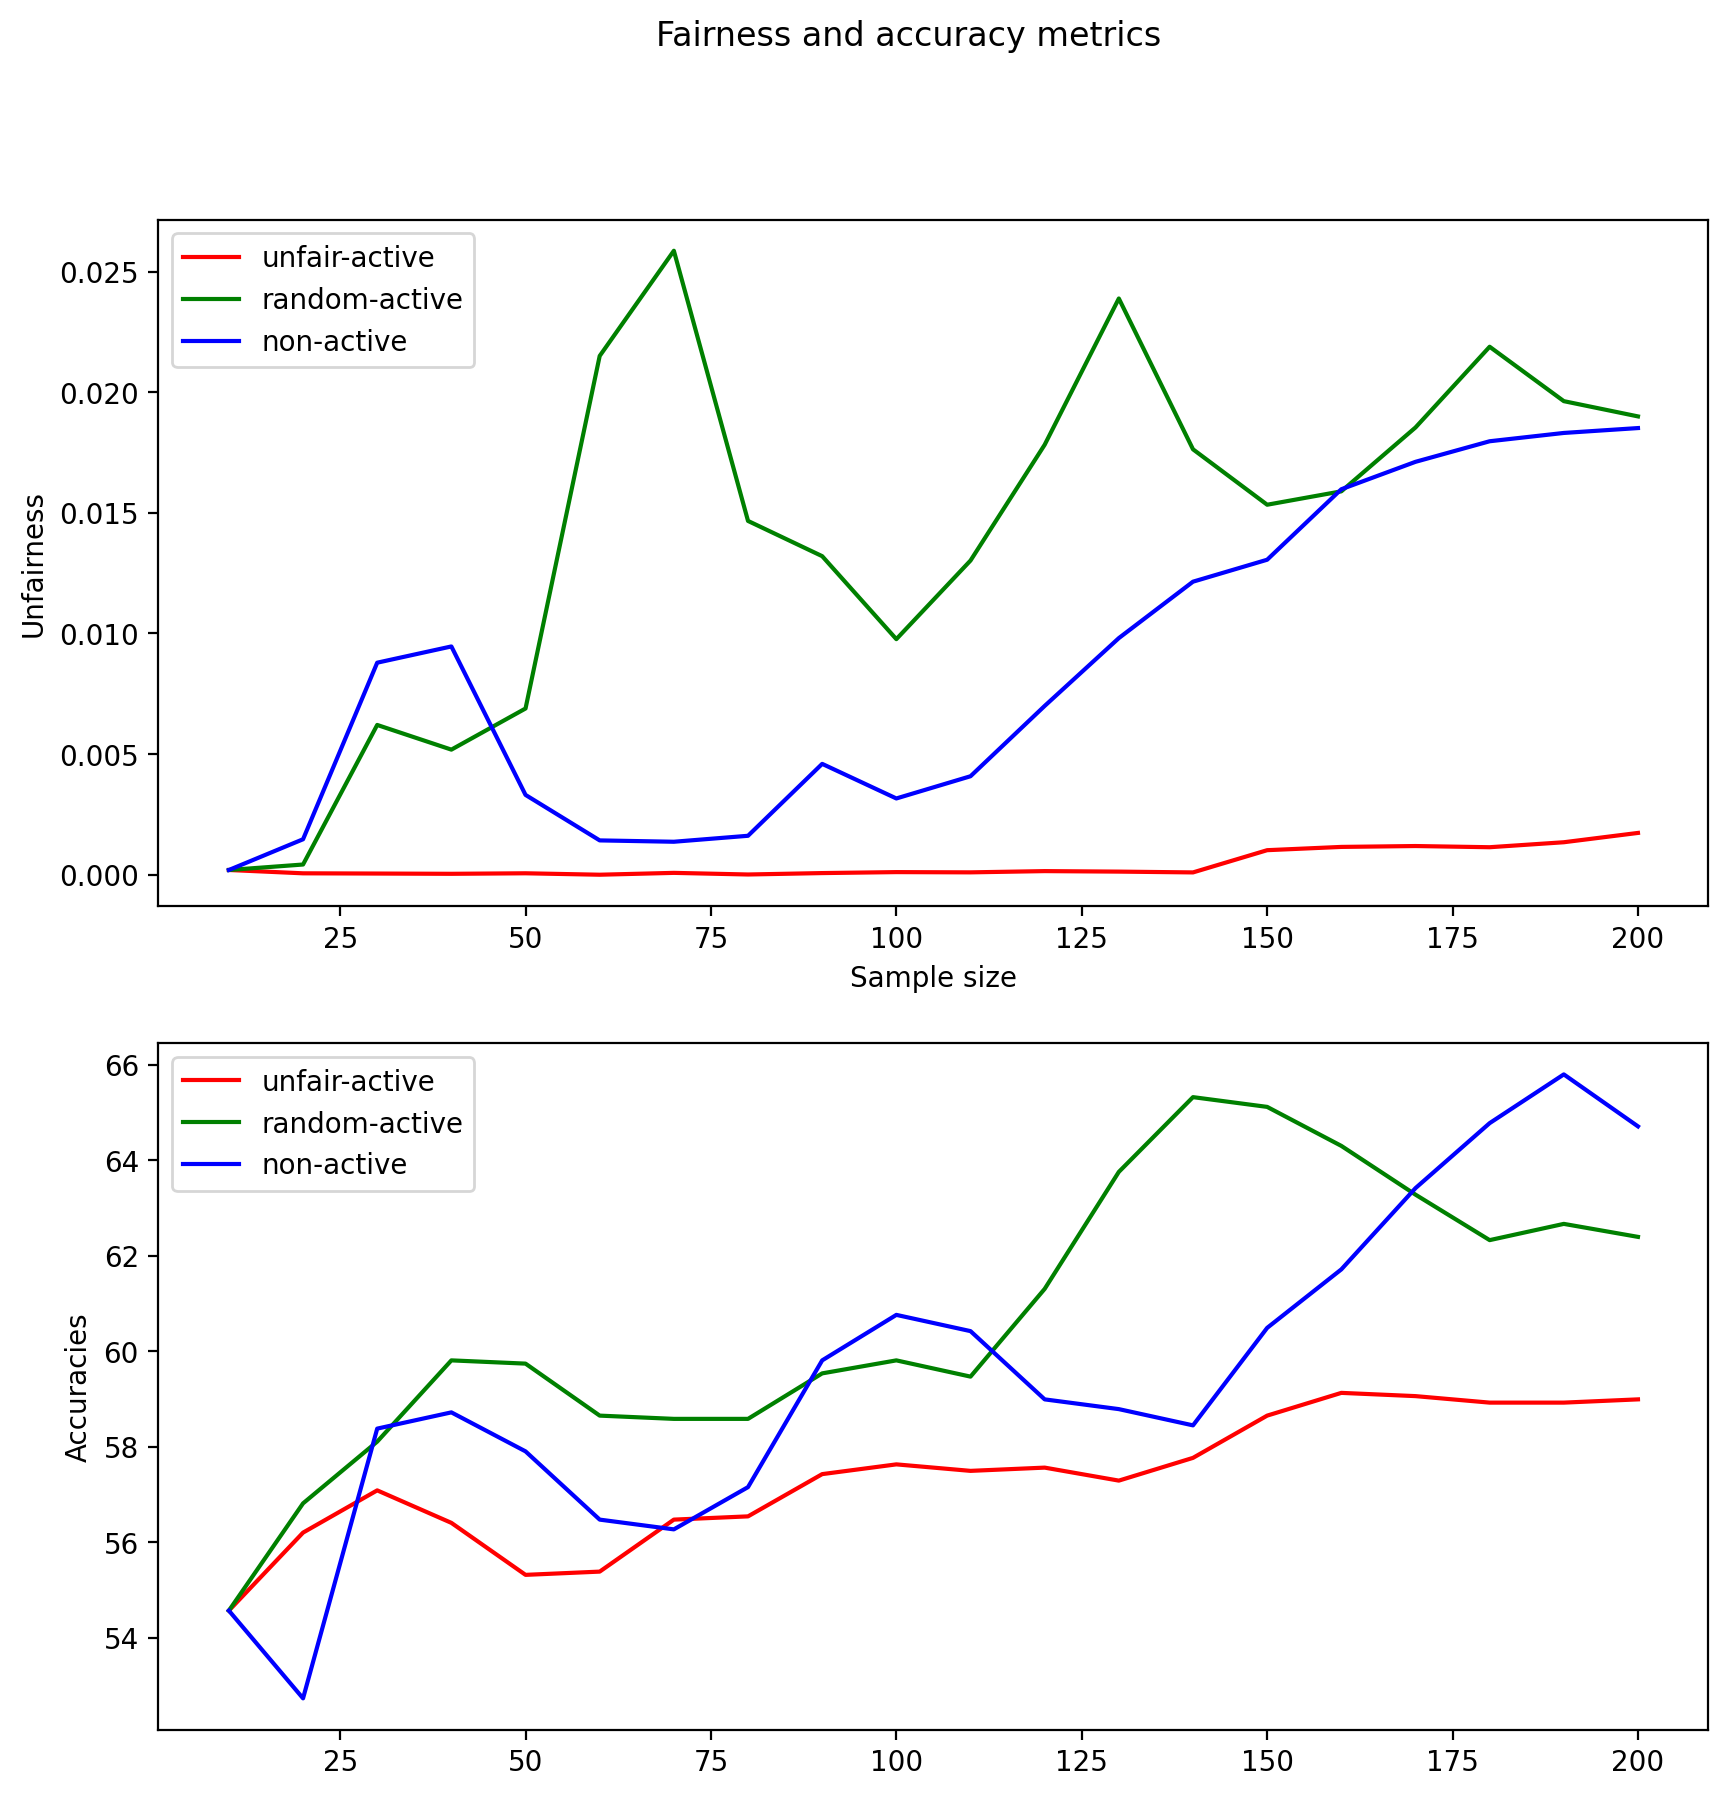 Fairness and accuracy metrics
unfair-active
random-active
non-active
0.025
0.020
0.015
0.010
0.005
0.000
Unfairness
25 50 75 100 125 150 175 200
Sample size
unfair-active
random-active
non-active
66
64
62
60
58
56
54
Accuracies
25 50 75 100 125 150 175 200